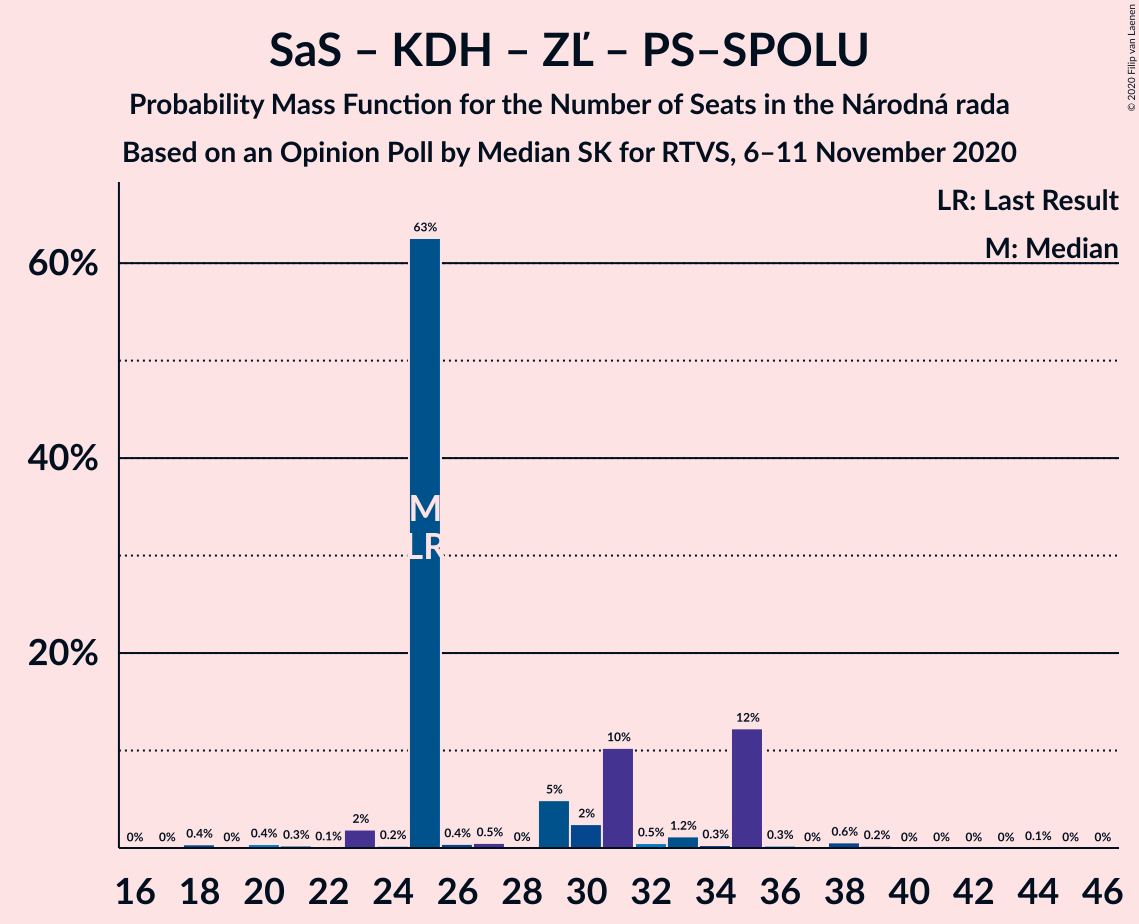 SaS – KDH – ZĽ – PS–SPOLU
Probability Mass Function for the Number of Seats in the Národná rada
Based on an Opinion Poll by Median SK for RTVS, 6–11 November 2020
© 2020 Filip van Laenen
LR: Last Result
M: Median
60%
40%
20%
0% 0% 0.4% 0% 0.4% 0.3% 0.1% 2% 0.2% 63% 0.4% 0.5% 0% 5% 2% 10% 0.5% 1.2% 0.3% 12% 0.3% 0% 0.6% 0.2% 0% 0% 0% 0% 0.1% 0% 0%
M
LR
16 18 20 22 24 26 28 30 32 34 36 38 40 42 44 46